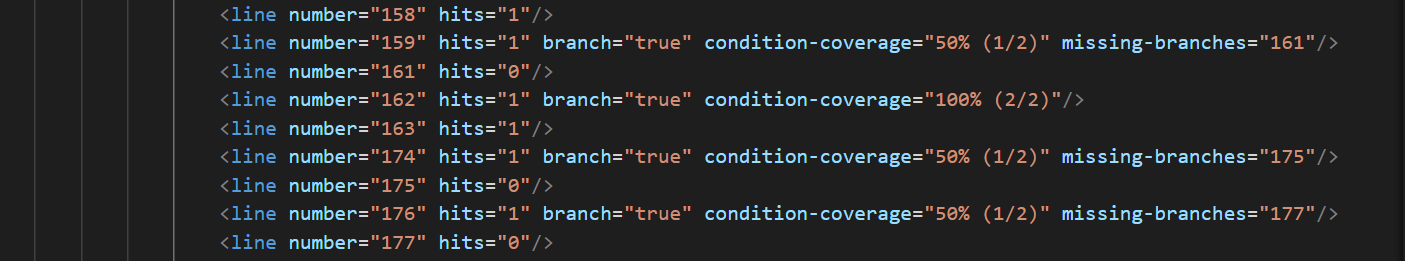 <line number="158" hits="1"/>
<line number="159" hits="1" branch="true" condition-coverage="50% (1/2)" missing-branches="161"/>
<line number="161" hits="0"/>
<line number="162" hits="1" branch="true" condition-coverage="100% (2/2)"/>
<line number="163" hits="1"/>
<line number="174" hits="1" branch="true" condition-coverage="50% (1/2)" missing-branches="175"/>
<line number="175" hits="0"/>
<line number="176" hits="1" branch="true" condition-coverage="50% (1/2)" missing-branches="177"/>
<line number="177" hits="0"/>